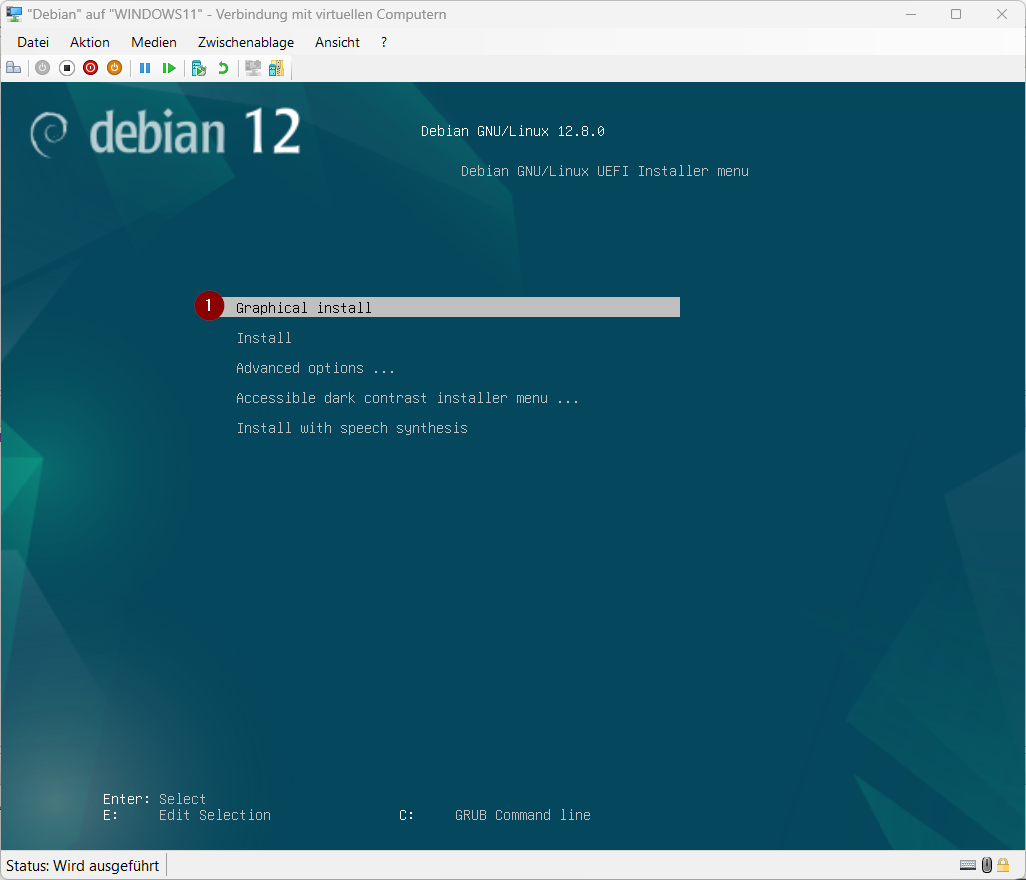 "Debian" auf "WINDOWS11" - Verbindung mit virtuellen Computern
Datei Aktion Medien Zwischenablage Ansicht ?
debian 12
Debian GNU/Linux 12.8.0
Debian GNU/Linux UEFI Installer menu
1 Graphical install
Install
Advanced options ...
Accessible dark contrast installer menu ...
Install with speech synthesis
Enter: Select
E: Edit Selection C: GRUB Command line
Status: Wird ausgeführt